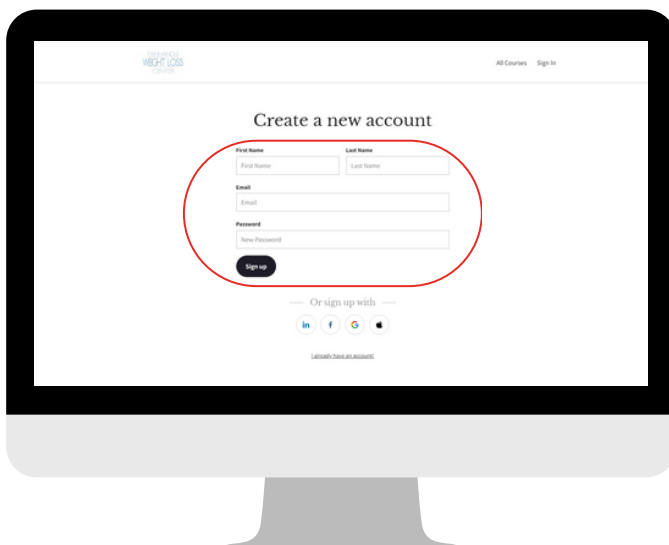 WEIGHT LOSS
CENTER
All Courses Sign In
Create a new account
First Name Last Name
First Name Last Name
Email
Email
Password
New Password
Sign up
Or sign up with
in f G
I already have an account!